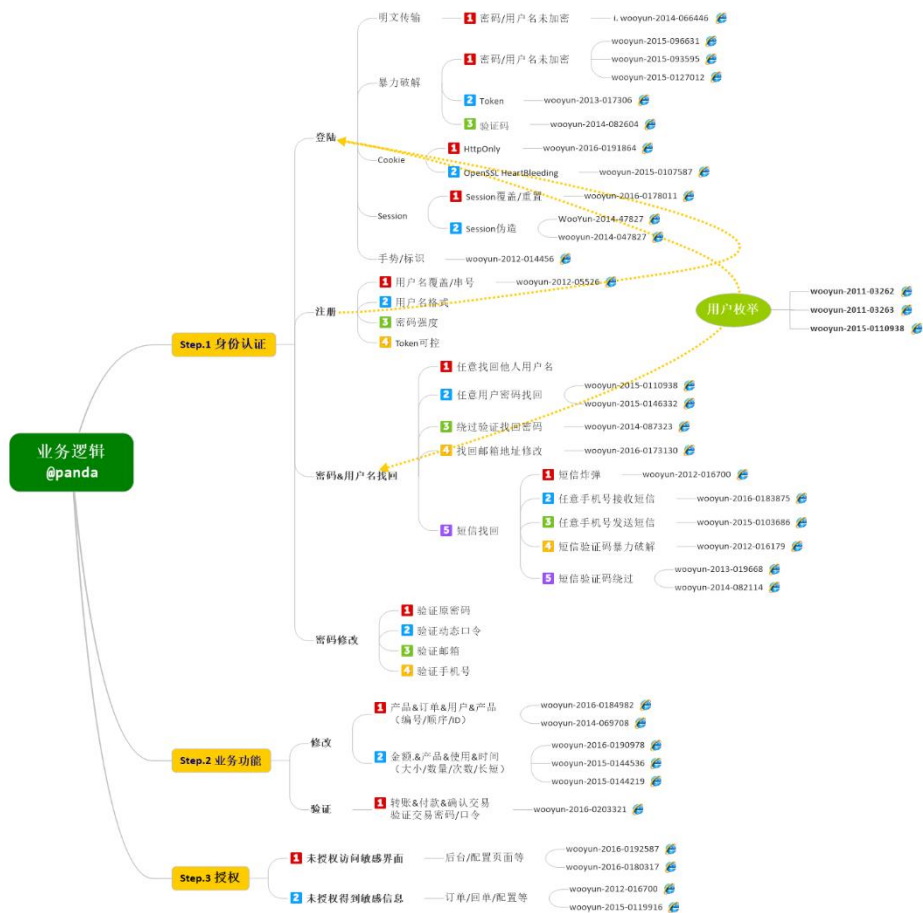 业务逻辑
@panda
Step.1 身份认证
登陆
明文传输
1 密码/用户名未加密
i. wooyun-2014-066446
暴力破解
1 密码/用户名未加密
wooyun-2015-096631
wooyun-2015-093595
wooyun-2015-0127012
2 Token
wooyun-2013-017306
3 验证码
wooyun-2014-082604
Cookie
1 HttpOnly
wooyun-2016-0191864
2 OpenSSL HeartBleeding
wooyun-2015-0107587
Session
1 Session覆盖/重置
wooyun-2016-0178011
2 Session伪造
WooYun-2014-47827
wooyun-2014-047827
手势/标识
wooyun-2012-014456
注册
1 用户名覆盖/串号
wooyun-2012-05526
2 用户名格式
3 密码强度
4 Token可控
用户枚举
wooyun-2011-03262
wooyun-2011-03263
wooyun-2015-0110938
密码&用户名找回
1 任意找回他人用户名
2 任意用户密码找回
wooyun-2015-0110938
wooyun-2015-0146332
3 绕过验证找回密码
wooyun-2014-087323
4 找回邮箱地址修改
wooyun-2016-0173130
5 短信找回
1 短信炸弹
wooyun-2012-016700
2 任意手机号接收短信
wooyun-2016-0183875
3 任意手机号发送短信
wooyun-2015-0103686
4 短信验证码暴力破解
wooyun-2012-016179
5 短信验证码绕过
wooyun-2013-019668
wooyun-2014-082114
密码修改
1 验证原密码
2 验证动态口令
3 验证邮箱
4 验证手机号
Step.2 业务功能
修改
1 产品&订单&用户&产品
（编号/顺序/ID）
wooyun-2016-0184982
wooyun-2014-069708
2 金额.&产品&使用&时间
（大小/数量/次数/长短）
wooyun-2016-0190978
wooyun-2015-0144536
wooyun-2015-0144219
验证
1 转账&付款&确认交易
验证交易密码/口令
wooyun-2016-0203321
Step.3 授权
1 未授权访问敏感界面
后台/配置页面等
wooyun-2016-0192587
wooyun-2016-0180317
2 未授权得到敏感信息
订单/回单/配置等
wooyun-2012-016700
wooyun-2015-0119916